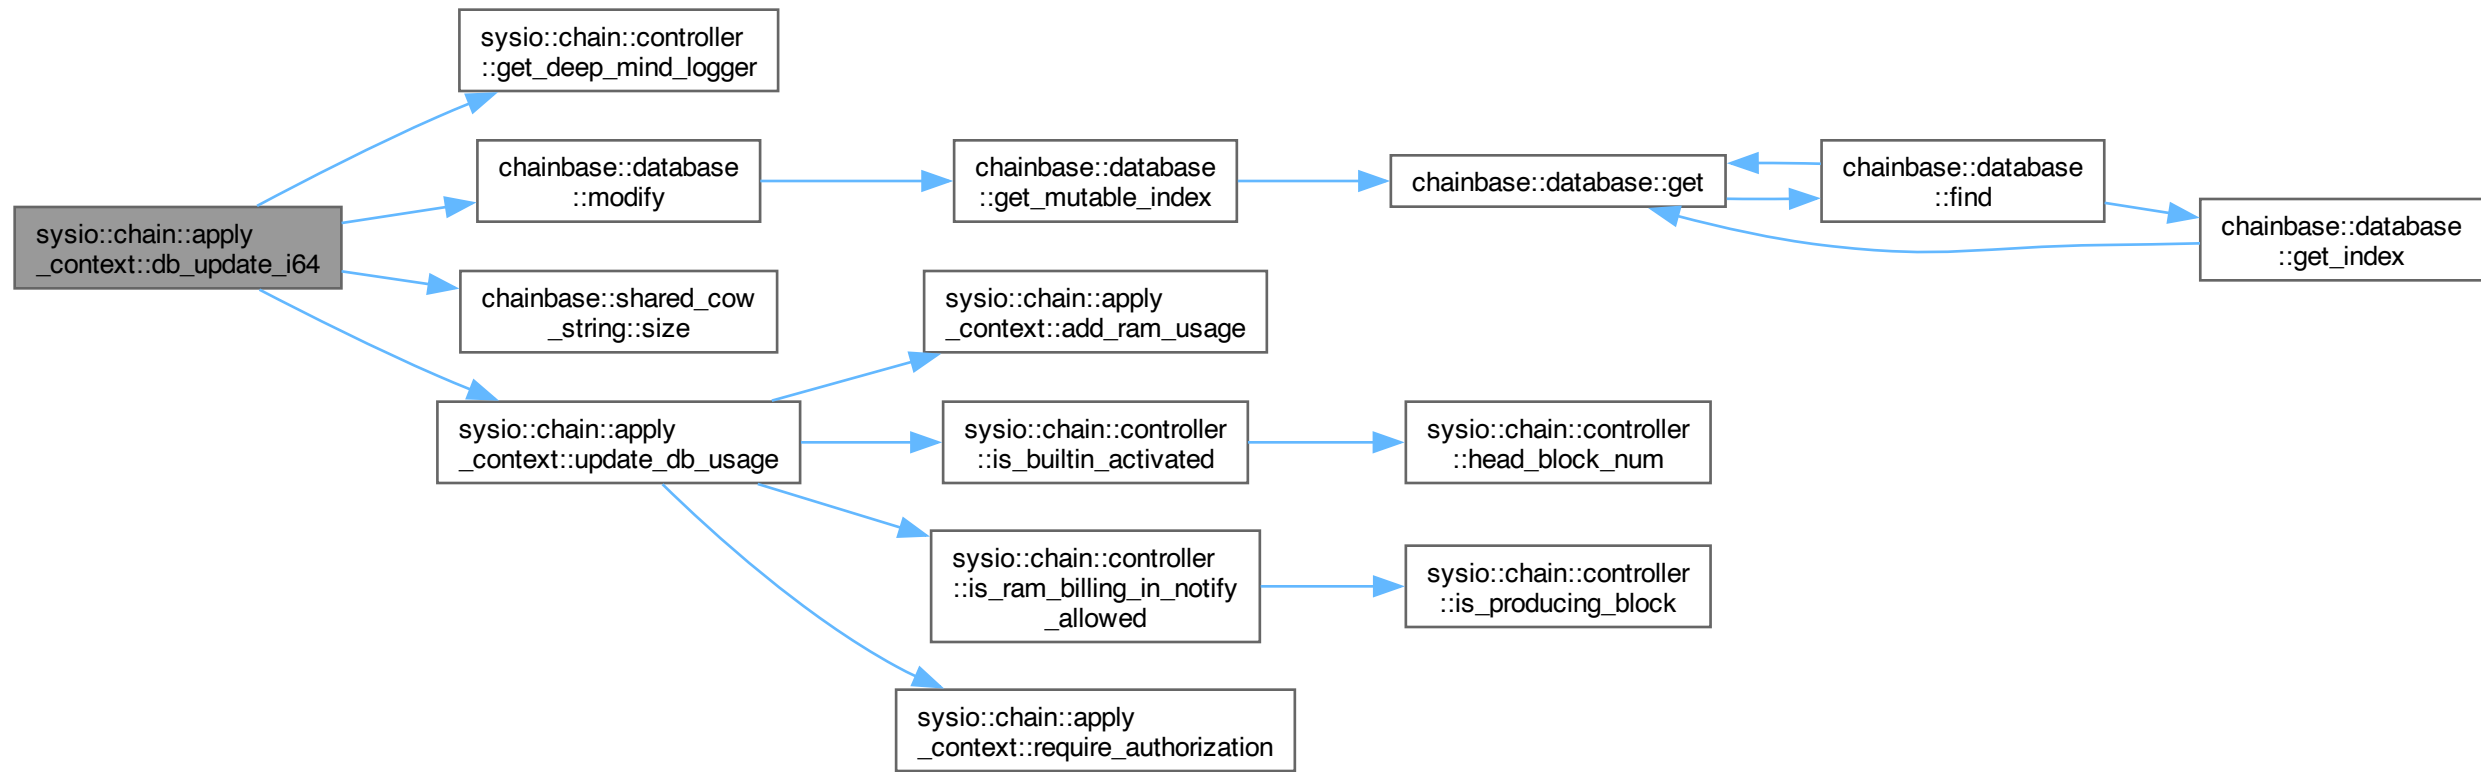 sysio::chain::controller
::get_deep_mind_logger
chainbase::database
::modify
chainbase::database
::get_mutable_index
chainbase::database::get
chainbase::database
::find
chainbase::database
::get_index
sysio::chain::apply
_context::db_update_i64
chainbase::shared_cow
_string::size
sysio::chain::apply
_context::add_ram_usage
sysio::chain::apply
_context::update_db_usage
sysio::chain::controller
::is_builtin_activated
sysio::chain::controller
::head_block_num
sysio::chain::controller
::is_ram_billing_in_notify
_allowed
sysio::chain::controller
::is_producing_block
sysio::chain::apply
_context::require_authorization